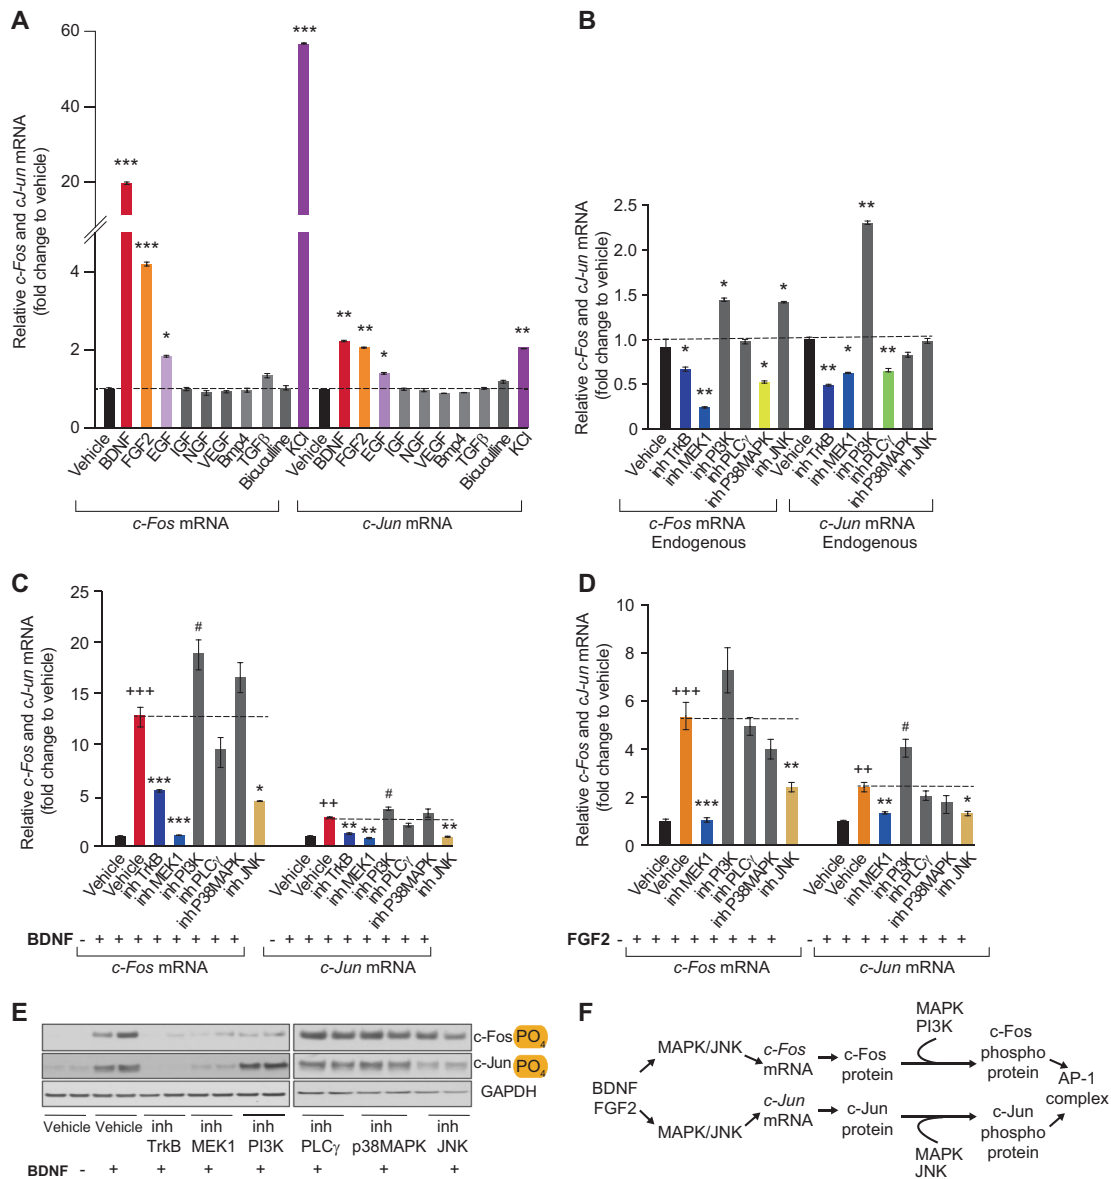 A
Relative c-Fos and cJ-un mRNA
(fold change to vehicle)
60
40
20
4
2
0
***
***
*
***
**
**
*
**
Vehicle
BDNF
FGF2
EGF
IGF
NGF
VEGF
Bmp4
TGFβ
Bicuculline
KCl
Vehicle
BDNF
FGF2
EGF
IGF
NGF
VEGF
Bmp4
TGFβ
Bicuculline
KCl
c-Fos mRNA
c-Jun mRNA
B
Relative c-Fos and cJ-un mRNA
(fold change to vehicle)
2.5
2.0
1.5
1.0
0.5
0
*
**
*
*
*
**
*
**
**
Vehicle
inh TrkB
inh MEK1
inh PI3K
inh PLCγ
inh P38MAPK
inh JNK
Vehicle
inh TrkB
inh MEK1
inh PI3K
inh PLCγ
inh P38MAPK
inh JNK
c-Fos mRNA
Endogenous
c-Jun mRNA
Endogenous
C
Relative c-Fos and cJ-un mRNA
(fold change to vehicle)
25
20
15
10
5
0
+++
***
***
#
*
++
**
**
#
**
Vehicle
Vehicle
inh TrkB
inh MEK1
inh PI3K
inh PLCγ
inh P38MAPK
inh JNK
Vehicle
Vehicle
inh TrkB
inh MEK1
inh PI3K
inh PLCγ
inh P38MAPK
inh JNK
BDNF - + + + + + + + - + + + + + + +
c-Fos mRNA
c-Jun mRNA
D
Relative c-Fos and cJ-un mRNA
(fold change to vehicle)
10
8
6
4
2
0
+++
***
**
++
**
#
*
Vehicle
Vehicle
inh MEK1
inh PI3K
inh PLCγ
inh P38MAPK
inh JNK
Vehicle
Vehicle
inh MEK1
inh PI3K
inh PLCγ
inh P38MAPK
inh JNK
FGF2 - + + + + + + + - + + + + + + +
c-Fos mRNA
c-Jun mRNA
E
c-Fos PO4
c-Jun PO4
GAPDH
Vehicle Vehicle inh TrkB inh MEK1 inh PI3K inh PLCγ inh p38MAPK inh JNK
BDNF - + + + + + + +
F
BDNF
FGF2
MAPK/JNK
c-Fos
mRNA
c-Fos
protein
MAPK
PI3K
c-Fos
phospho
protein
MAPK/JNK
c-Jun
mRNA
c-Jun
protein
MAPK
JNK
c-Jun
phospho
protein
AP-1
complex